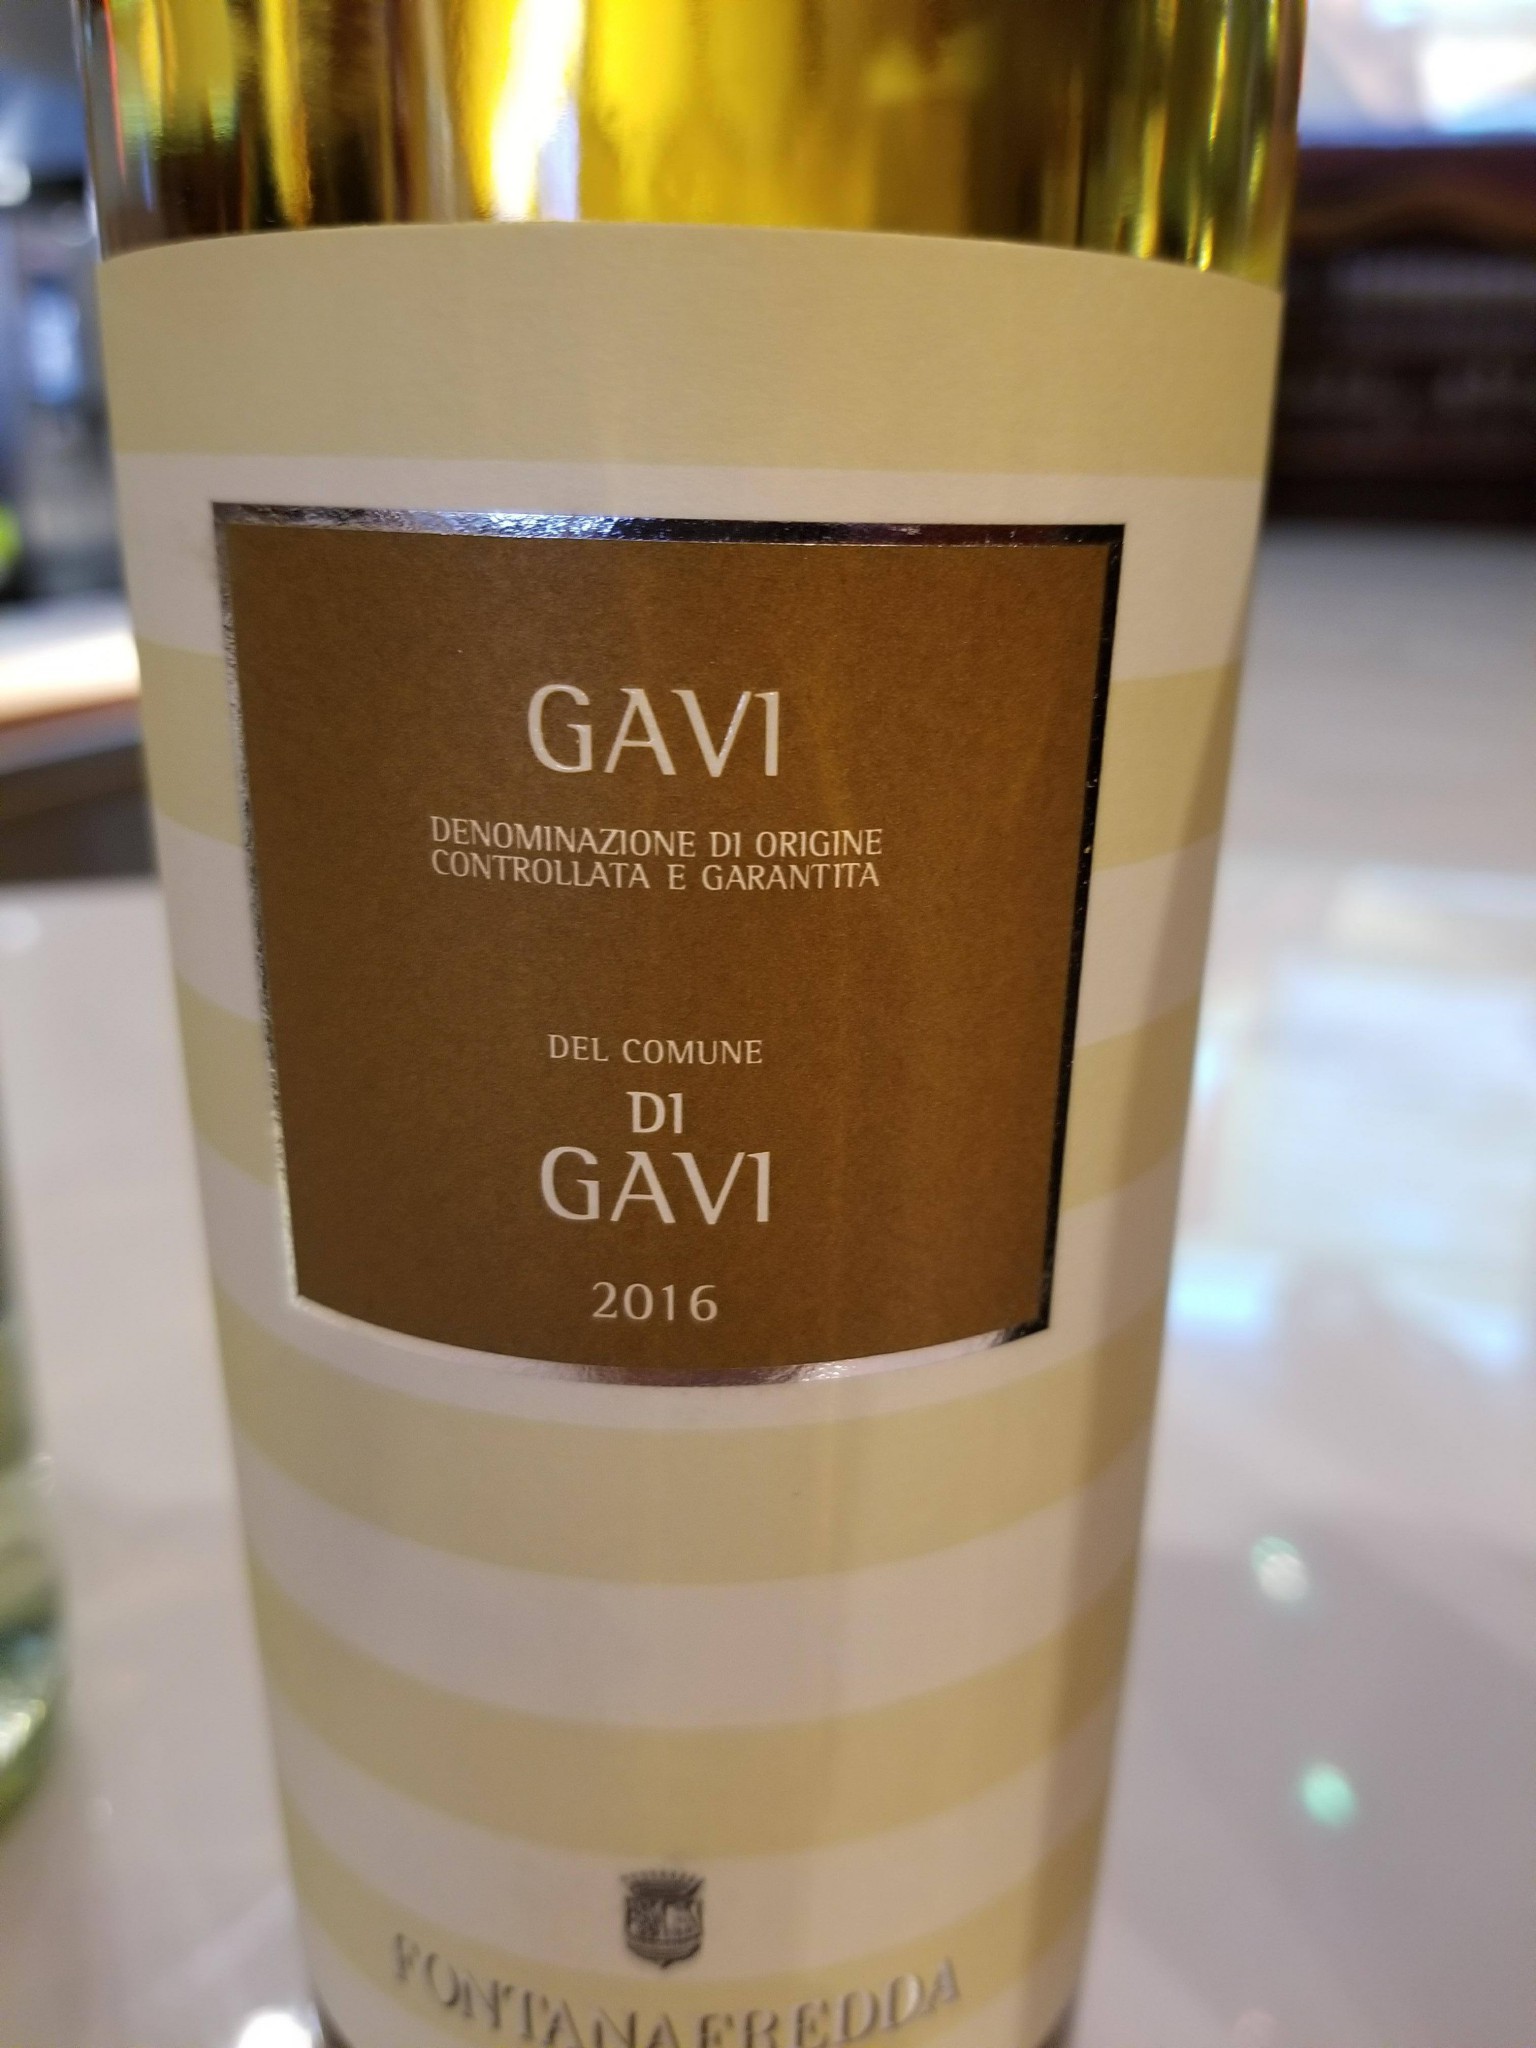 GAVI
DENOMINAZIONE DI ORIGINE
CONTROLLATA E GARANTITA
DEL COMUNE
DI
GAVI
2016
FONTANAFREDDA